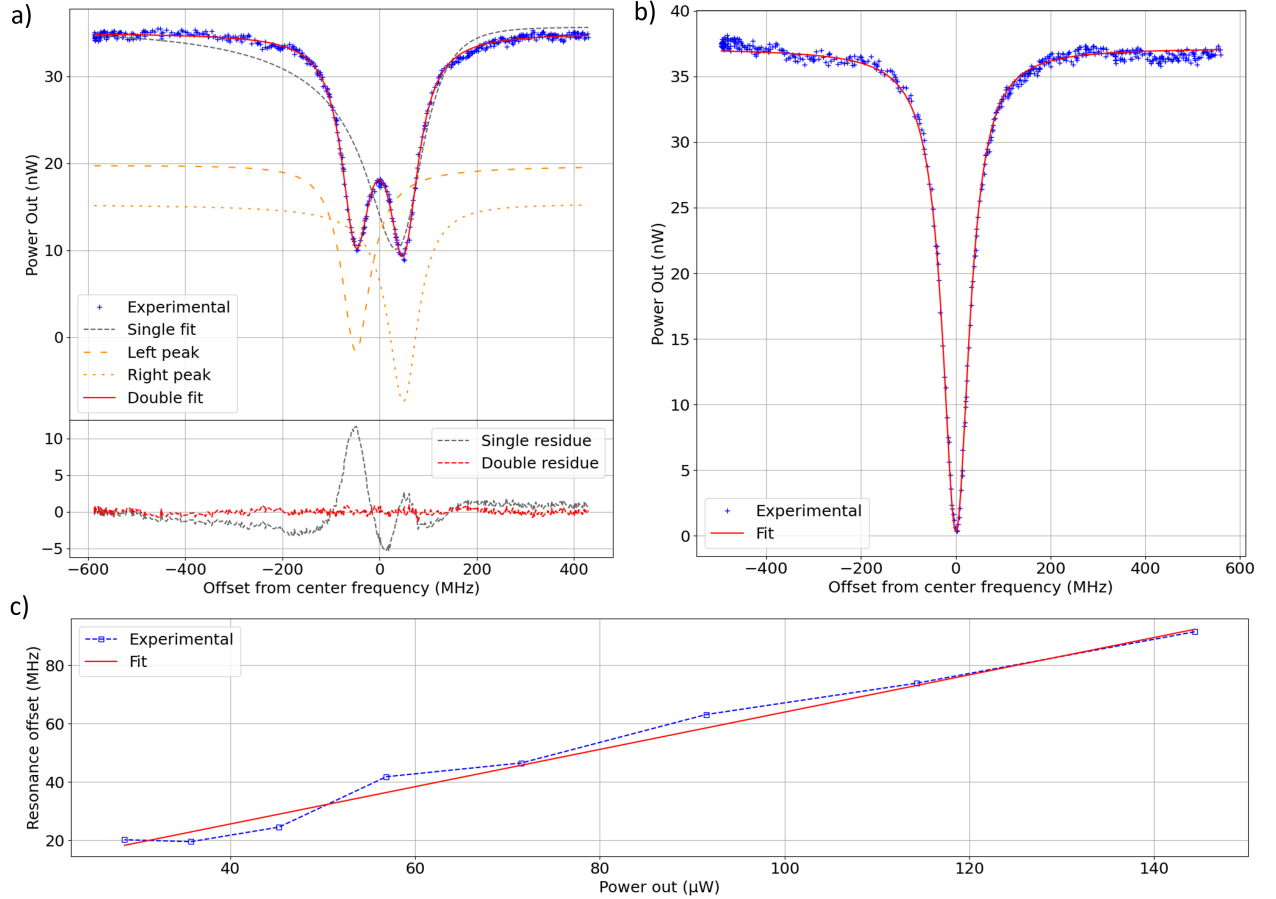 a)
30
20
10
0
Power Out (nW)
Experimental
Single fit
Left peak
Right peak
Double fit
10
5
0
−5
Single residue
Double residue
−600
−400
−200
0
200
400
Offset from center frequency (MHz)
b)
40
35
30
25
20
15
10
5
0
Power Out (nW)
Experimental
Fit
−400
−200
0
200
400
600
Offset from center frequency (MHz)
c)
80
60
40
20
Resonance offset (MHz)
Experimental
Fit
40
60
80
100
120
140
Power out (μW)